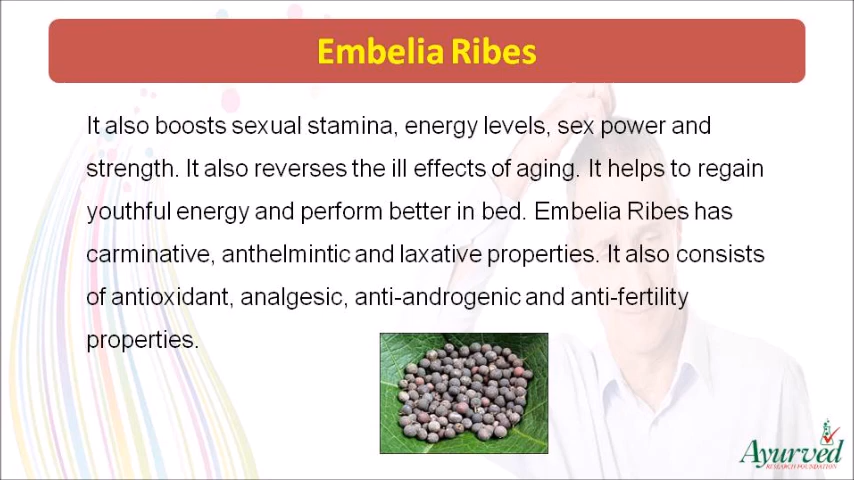 Embelia Ribes
It also boosts sexual stamina, energy levels, sex power and
strength. It also reverses the ill effects of aging. It helps to regain
youthful energy and perform better in bed. Embelia Ribes has
carminative, anthelmintic and laxative properties. It also consists
of antioxidant, analgesic, anti-androgenic and anti-fertility
properties.
Ayurved
RESEARCH FOUNDATION